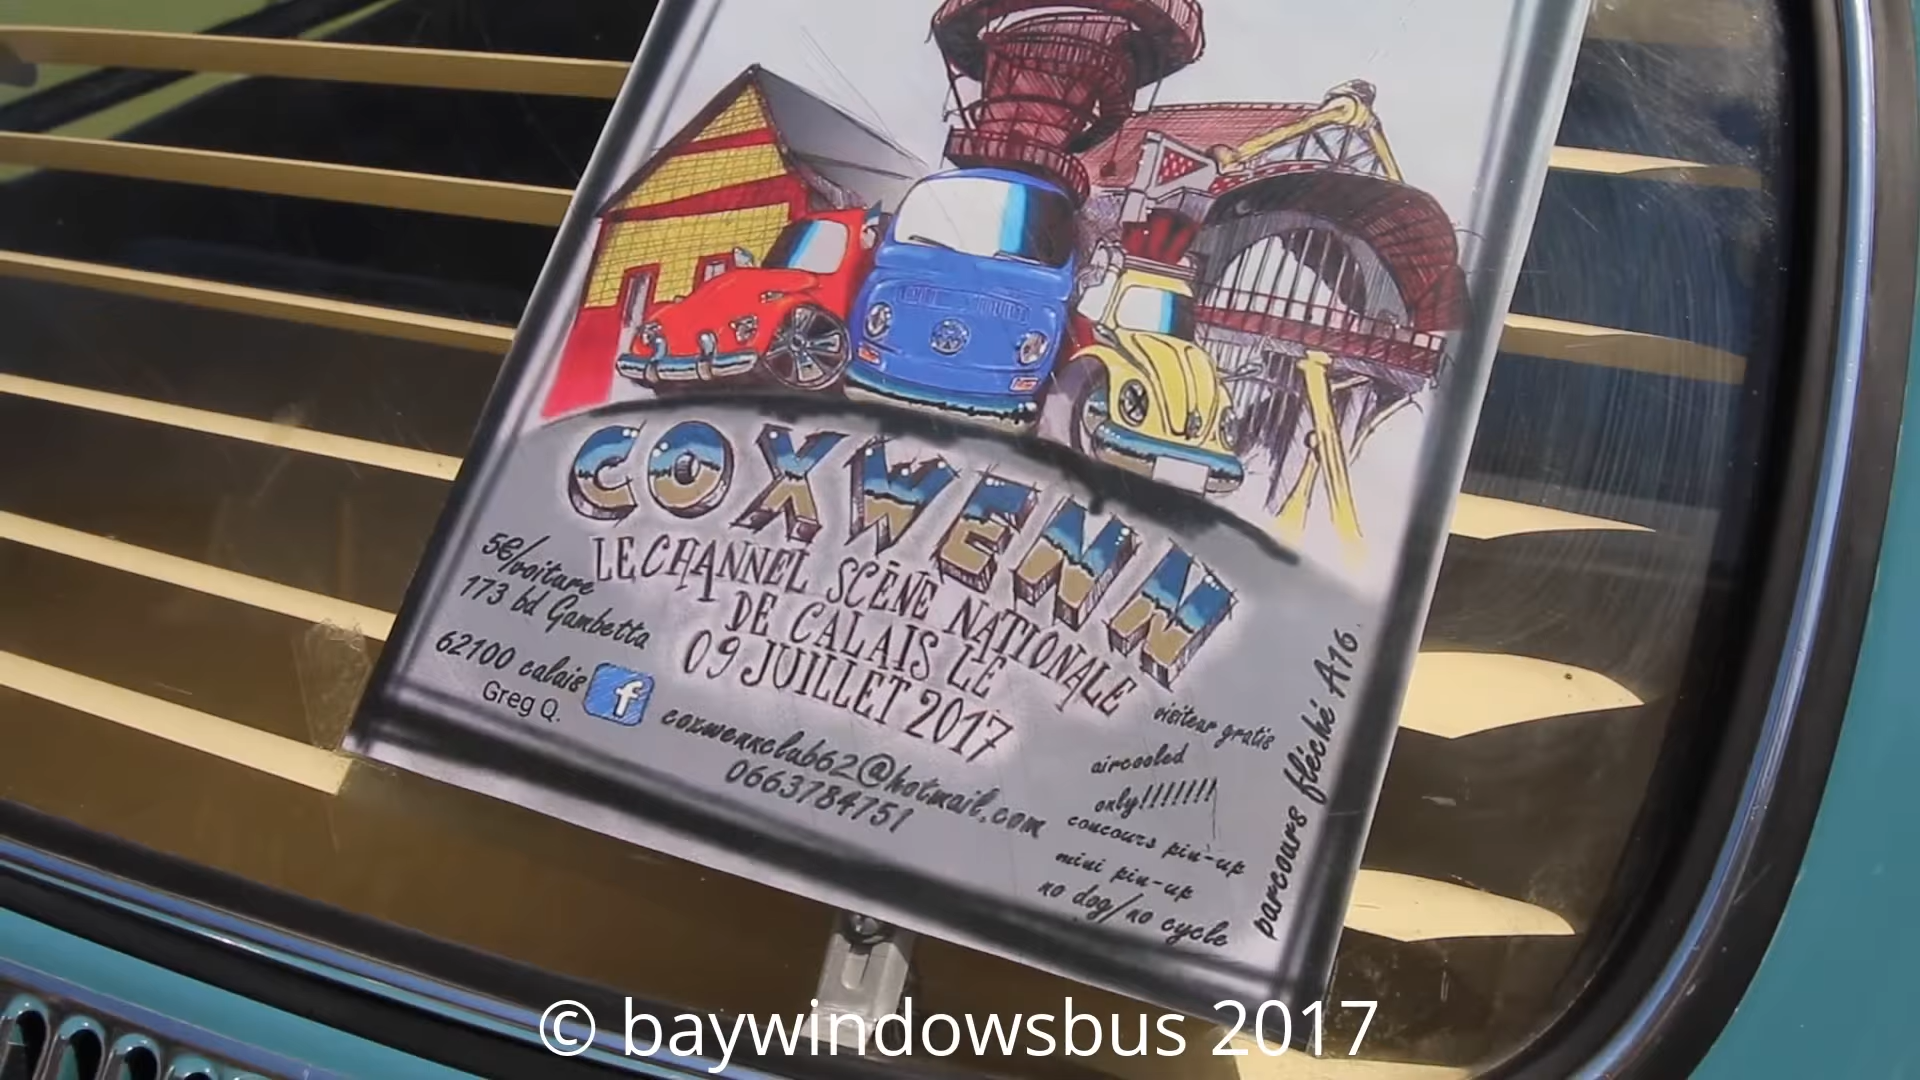 COXWENN
LE CHANNEL SCÈNE NATIONALE
DE CALAIS LE
09 JUILLET 2017
5€/voiture
173 bd Gambetta
62100 calais
Greg Q.
f
coxwennclub62@hotmail.com
0663784751
visiteur gratis
aircooled
only!!!!!!!
concours pin-up
mini pin-up
no dog/no cycle
parcours fléché A16
© baywindowsbus 2017